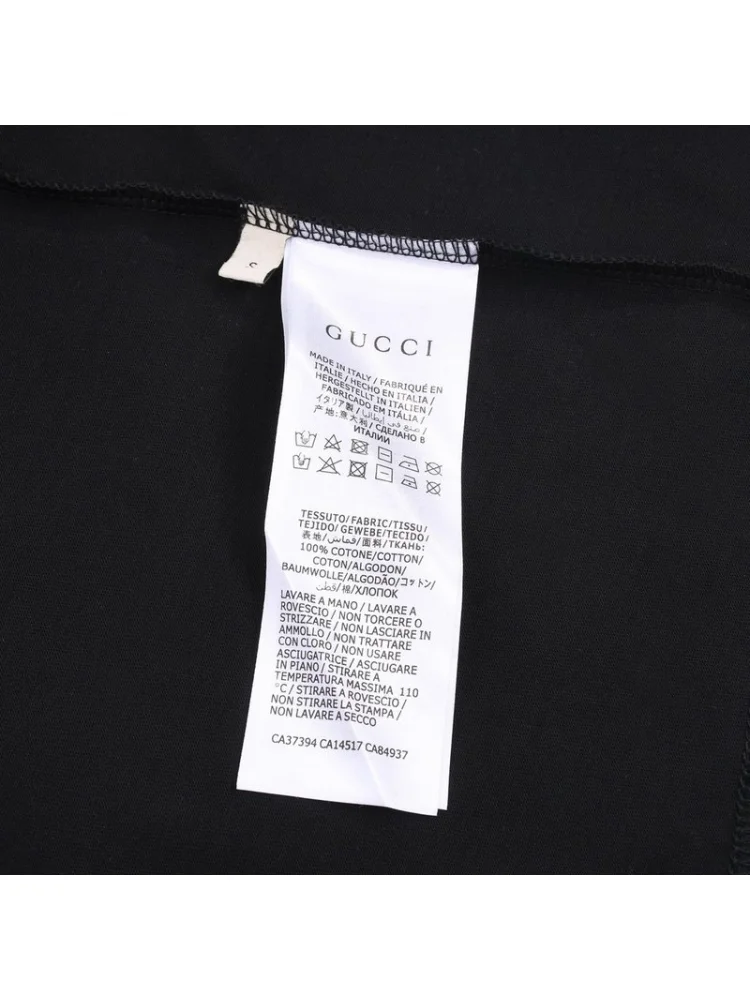 S
GUCCI
MADE IN ITALY / FABRIQUÉ EN
ITALIE / HECHO EN ITALIA /
HERGESTELLT IN ITALIEN /
FABRICADO EM ITÁLIA /
イタリア製 / صنع في إيطاليا /
产地:意大利 / СДЕЛАНО В
ИТАЛИИ
TESSUTO/FABRIC/TISSU/
TEJIDO/ GEWEBE/TECIDO/
表地/قماش/面料/ТКАНЬ:
100% COTONE/COTTON/
COTON/ALGODON/
BAUMWOLLE/ALGODÃO/コットン/
قطن/棉/ХЛОПОК
LAVARE A MANO/ LAVARE A
ROVESCIO/ NON TORCERE O
STRIZZARE / NON LASCIARE IN
AMMOLLO / NON TRATTARE
CON CLORO/ NON USARE
ASCIUGATRICE/ ASCIUGARE
IN PIANO/ STIRARE A
TEMPERATURA MASSIMA 110
°C / STIRARE A ROVESCIO/
NON STIRARE LA STAMPA/
NON LAVARE A SECCO
CA37394 CA14517 CA84937